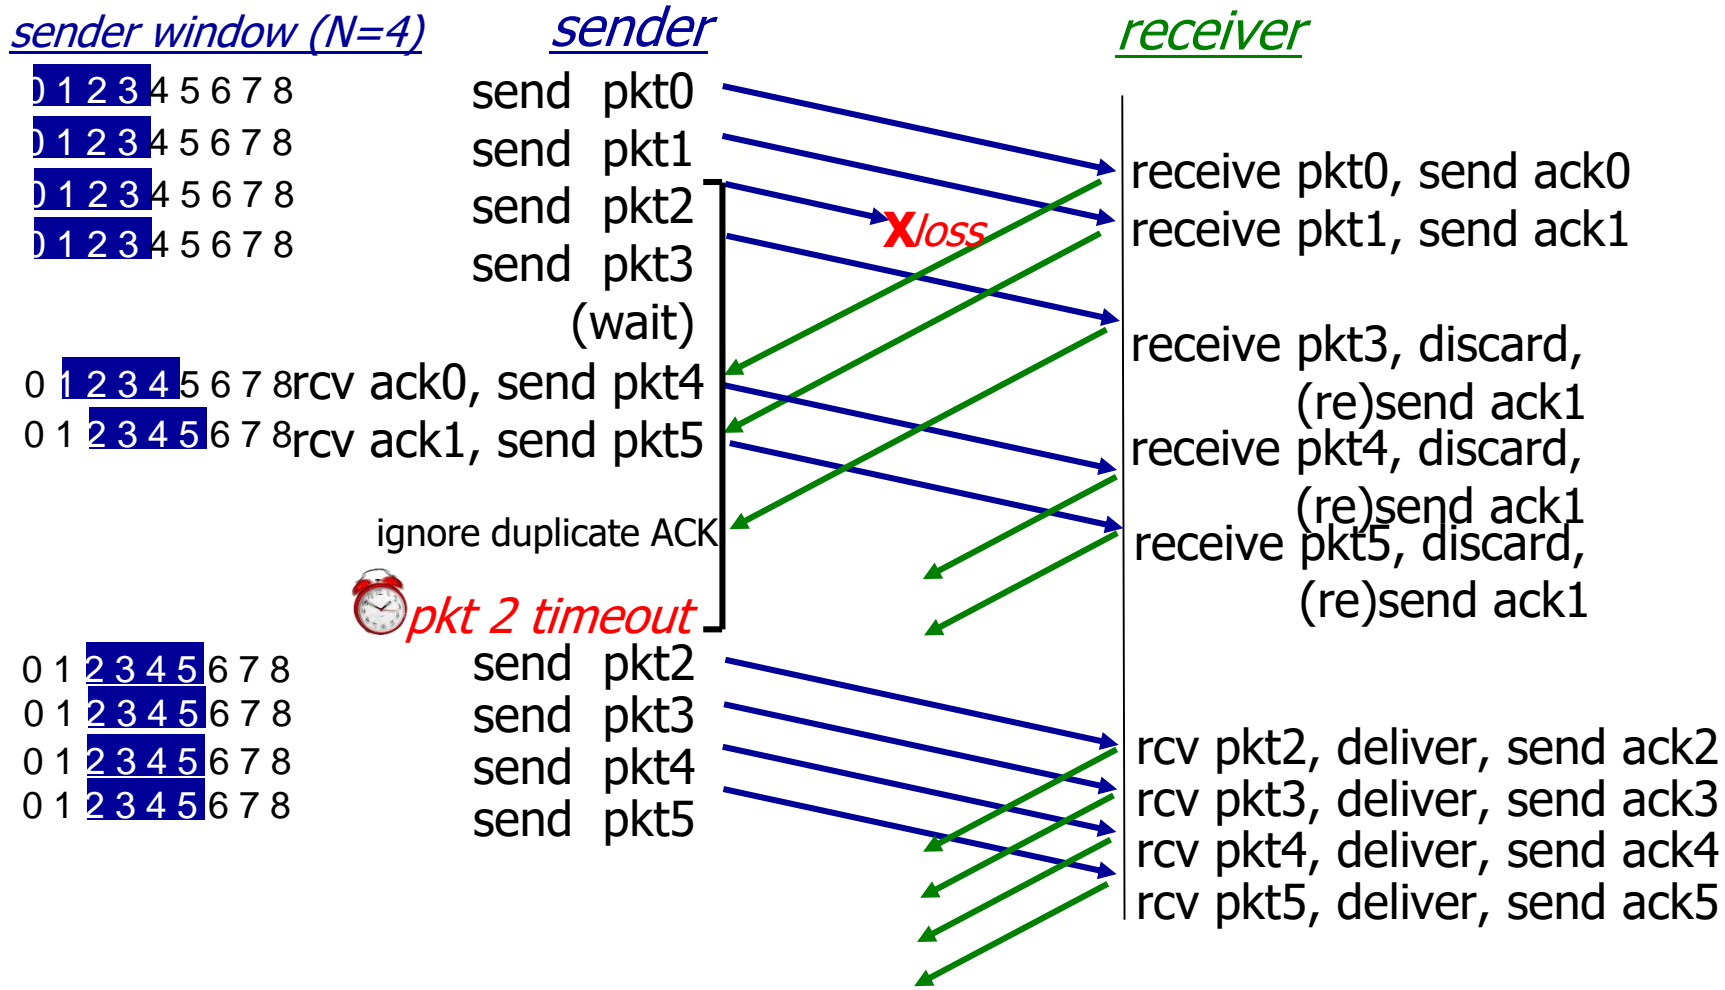 sender window (N=4) sender receiver
0 1 2 3 4 5 6 7 8 send pkt0
0 1 2 3 4 5 6 7 8 send pkt1
receive pkt0, send ack0
0 1 2 3 4 5 6 7 8 send pkt2
Xloss
receive pkt1, send ack1
0 1 2 3 4 5 6 7 8 send pkt3
(wait)
receive pkt3, discard,
(re)send ack1
0 1 2 3 4 5 6 7 8 rcv ack0, send pkt4
0 1 2 3 4 5 6 7 8 rcv ack1, send pkt5
receive pkt4, discard,
(re)send ack1
ignore duplicate ACK
receive pkt5, discard,
(re)send ack1
pkt 2 timeout
0 1 2 3 4 5 6 7 8 send pkt2
0 1 2 3 4 5 6 7 8 send pkt3
0 1 2 3 4 5 6 7 8 send pkt4
0 1 2 3 4 5 6 7 8 send pkt5
rcv pkt2, deliver, send ack2
rcv pkt3, deliver, send ack3
rcv pkt4, deliver, send ack4
rcv pkt5, deliver, send ack5